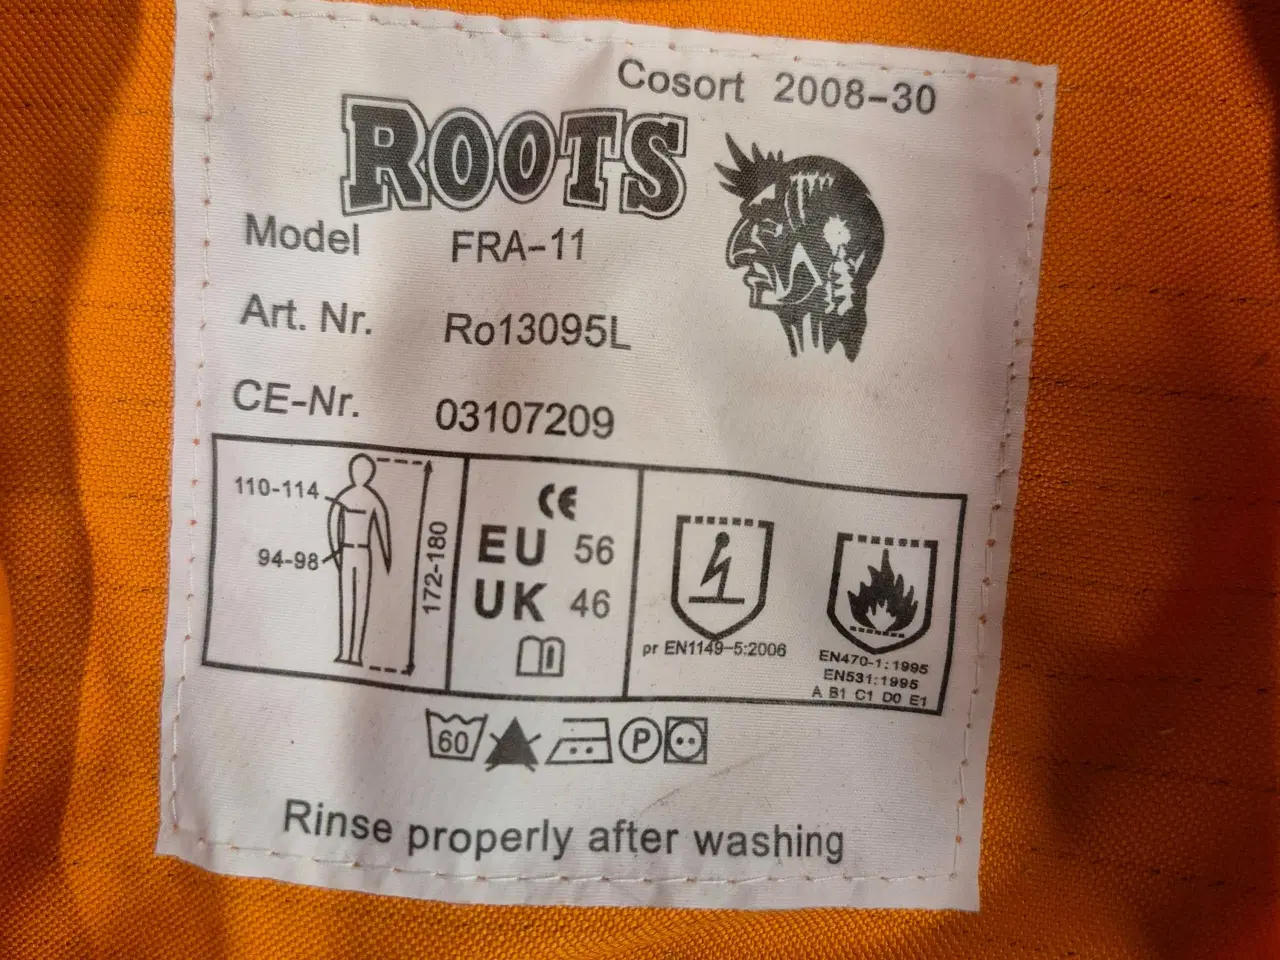 Cosort 2008-30
ROOTS
Model FRA-11
Art. Nr. Ro13095L
CE-Nr. 03107209
110-114
94-98
172-180
CE
EU 56
UK 46
i
pr EN1149-5:2006
EN470-1:1995
EN531:1995
A B1 C1 D0 E1
60
P
Rinse properly after washing